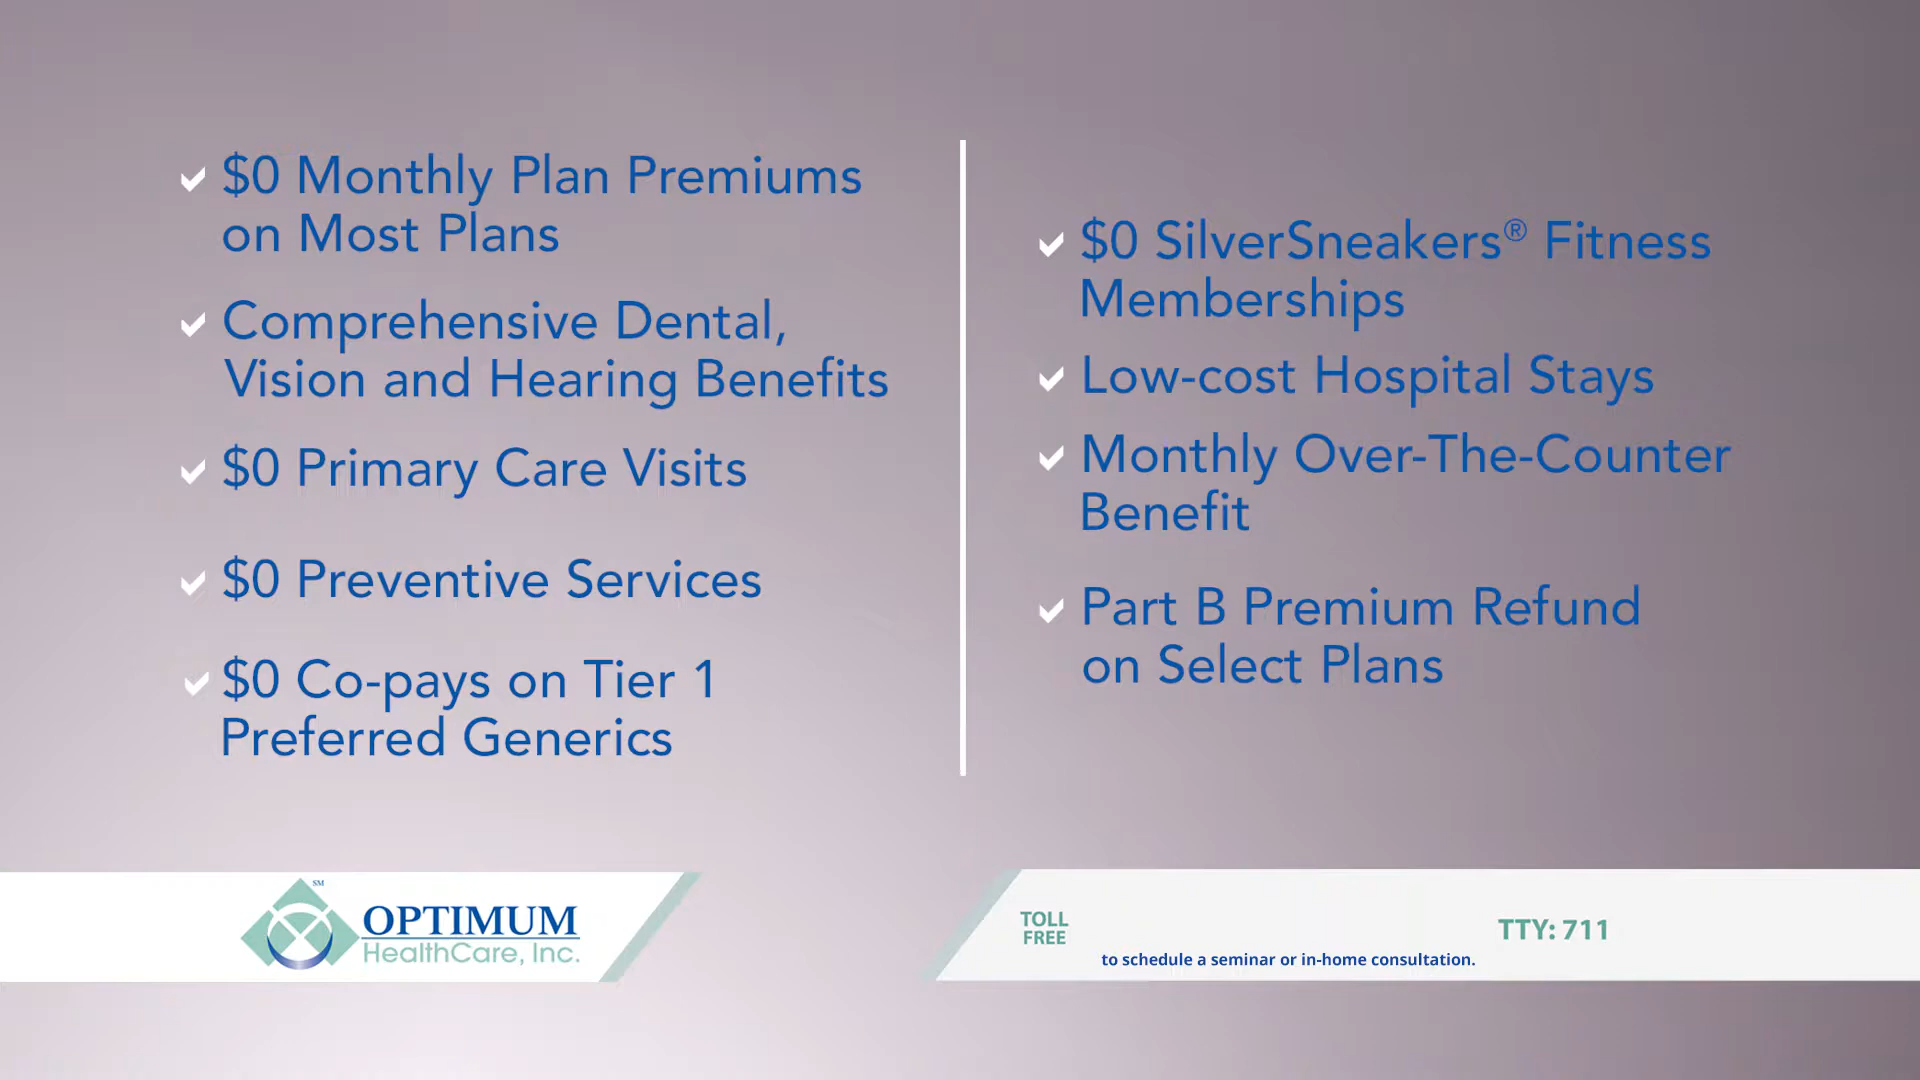 $0 Monthly Plan Premiums
on Most Plans
Comprehensive Dental,
Vision and Hearing Benefits
$0 Primary Care Visits
$0 Preventive Services
$0 Co-pays on Tier 1
Preferred Generics
$0 SilverSneakers® Fitness
Memberships
Low-cost Hospital Stays
Monthly Over-The-Counter
Benefit
Part B Premium Refund
on Select Plans
SM
OPTIMUM
HealthCare, Inc.
TOLL
FREE
TTY: 711
to schedule a seminar or in-home consultation.